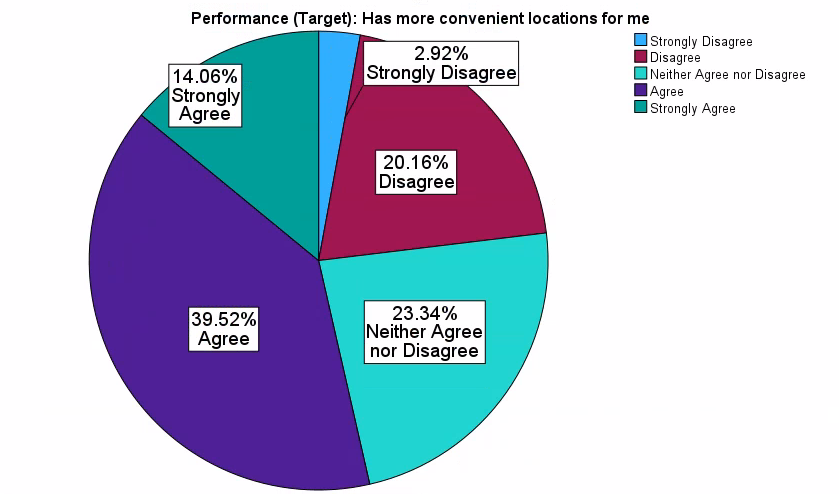 Performance (Target): Has more convenient locations for me
Strongly Disagree
Disagree
Neither Agree nor Disagree
Agree
Strongly Agree
2.92%
Strongly Disagree
14.06%
Strongly
Agree
20.16%
Disagree
23.34%
Neither Agree
nor Disagree
39.52%
Agree